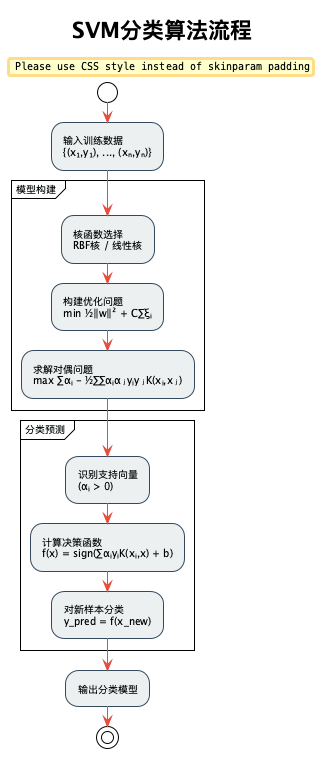 SVM分类算法流程
Please use CSS style instead of skinparam padding
输入训练数据
{(x₁,y₁), ..., (xₙ,yₙ)}
模型构建
核函数选择
RBF核 / 线性核
构建优化问题
min ½‖w‖² + C∑ξᵢ
求解对偶问题
max ∑αᵢ - ½∑∑αᵢαⱼyᵢyⱼK(xᵢ,xⱼ)
分类预测
识别支持向量
(αᵢ > 0)
计算决策函数
f(x) = sign(∑αᵢyᵢK(xᵢ,x) + b)
对新样本分类
y_pred = f(x_new)
输出分类模型